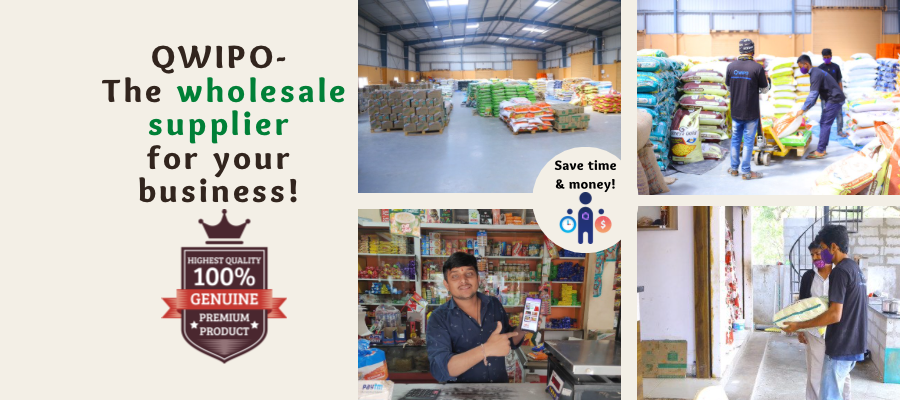 QWIPO-
The wholesale
supplier
for your
business!
HIGHEST QUALITY
100%
GENUINE
PREMIUM
PRODUCT
Save time
& money!
$